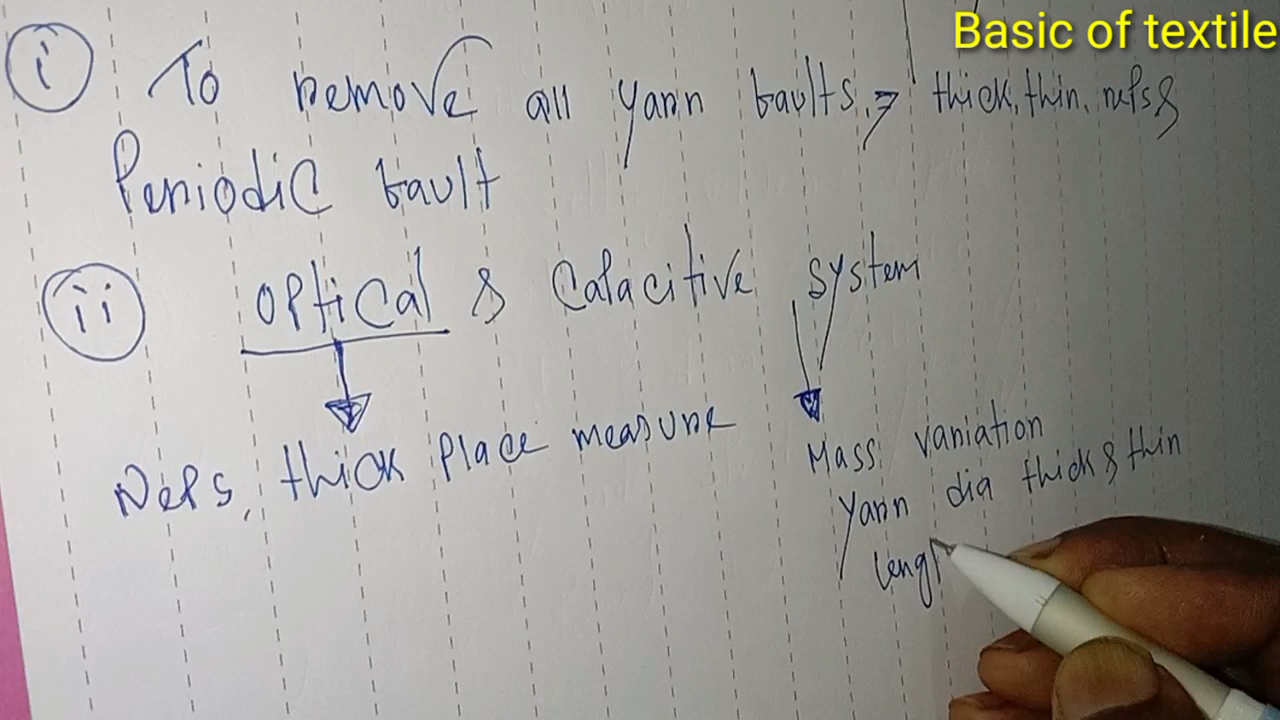 Basic of textile
i To remove all yarn faults, => thick, thin, neps &
Periodic fault
ii Optical & Capacitive system
Neps, thick place measure
Mass variation
Yarn dia thick & thin
leng